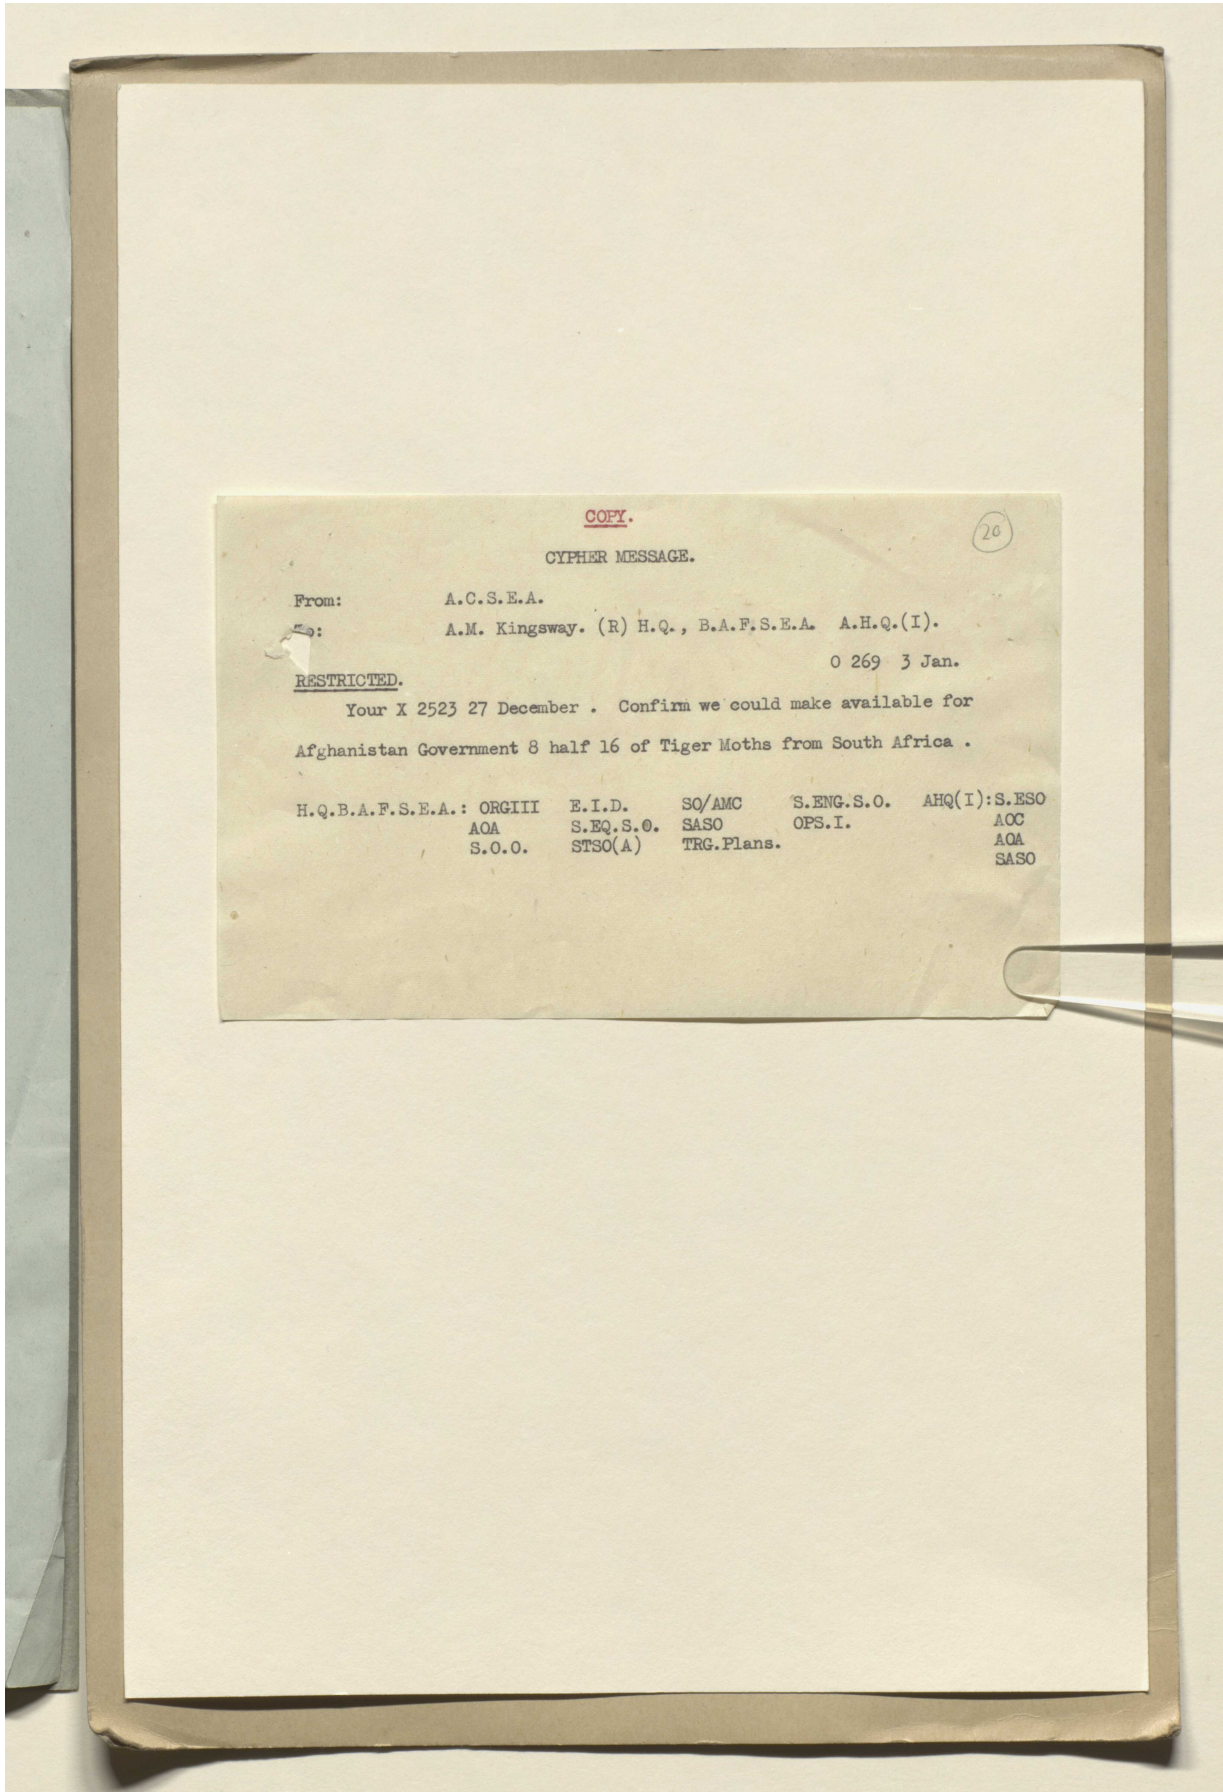 COPY.
20
CYPHER MESSAGE.
From: A.C.S.E.A.
To: A.M. Kingsway. (R) H.Q., B.A.F.S.E.A. A.H.Q.(I).
O 269 3 Jan.
RESTRICTED.
Your X 2523 27 December . Confirm we could make available for
Afghanistan Government 8 half 16 of Tiger Moths from South Africa .
H.Q.B.A.F.S.E.A.: ORGIII E.I.D. SO/AMC S.ENG.S.O. AHQ(I):S.ESO
AOA S.EQ.S.O. SASO OPS.I. AOC
S.O.O. STSO(A) TRG.Plans. AOA
SASO